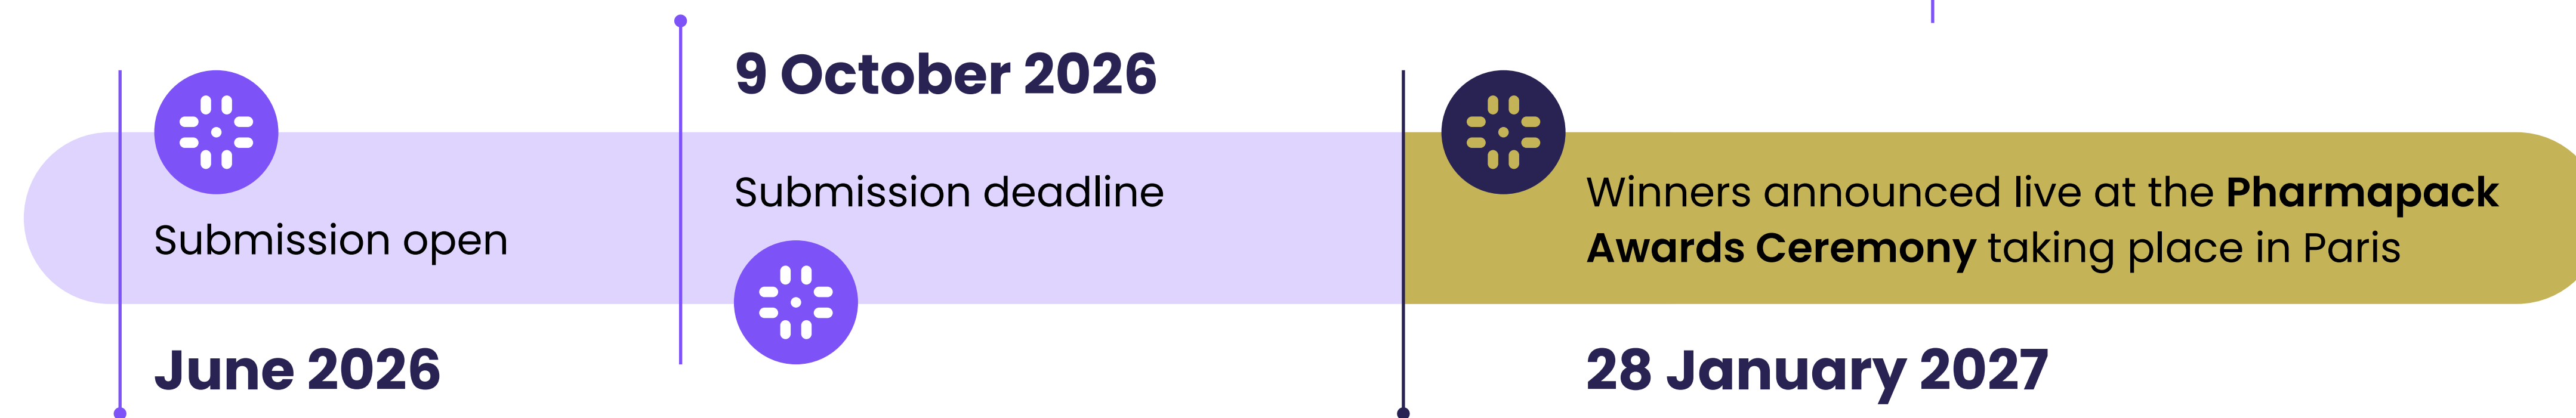 Submission open
June 2026
9 October 2026
Submission deadline
Winners announced live at the Pharmapack
Awards Ceremony taking place in Paris
28 January 2027